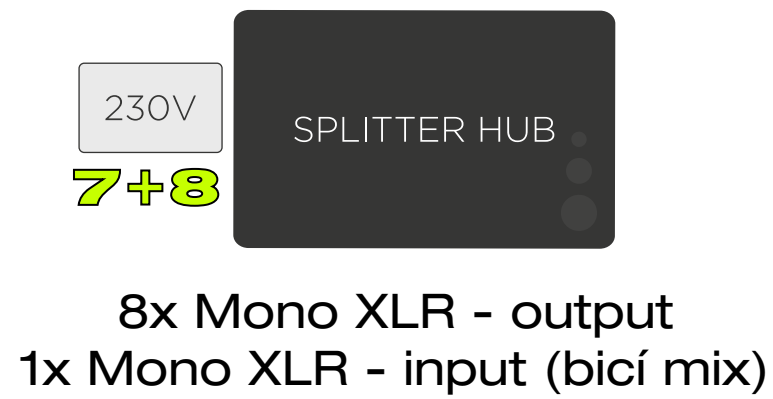 230V
SPLITTER HUB
7+8
8x Mono XLR - output
1x Mono XLR - input (bicí mix)